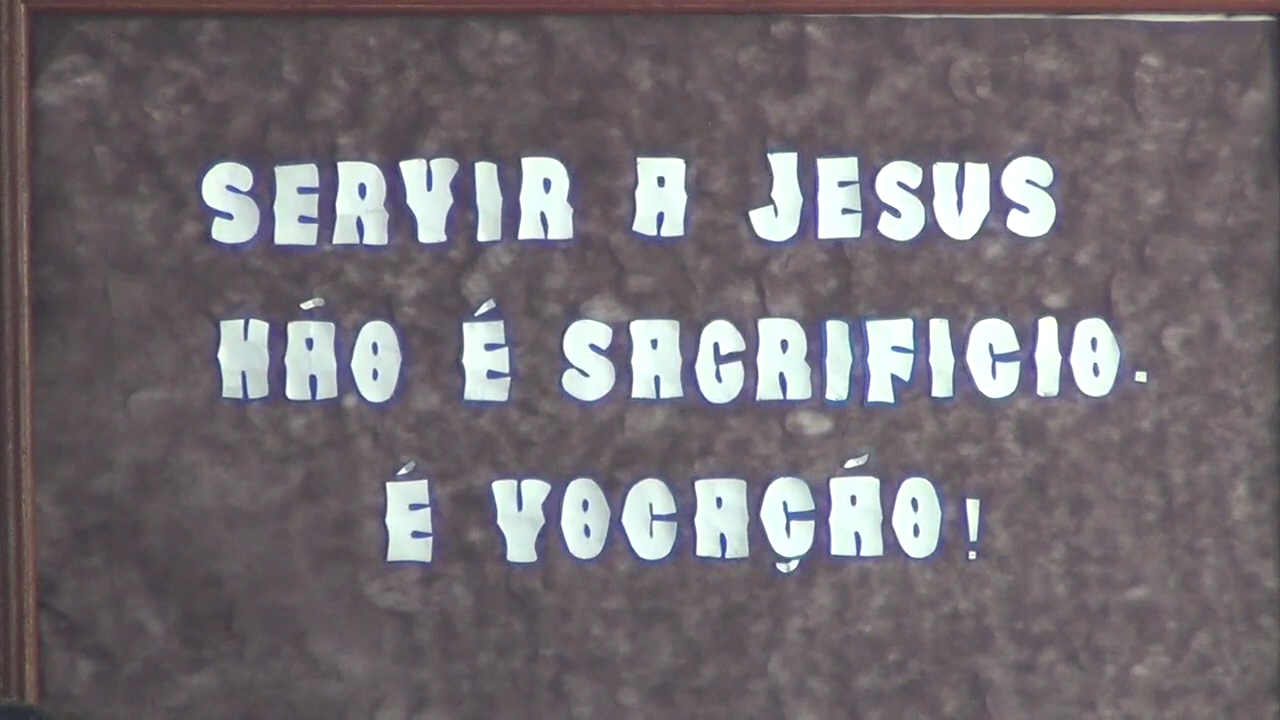 SERVIR A JESUS
NÃO É SACRIFICIO.
É VOCAÇÃO!